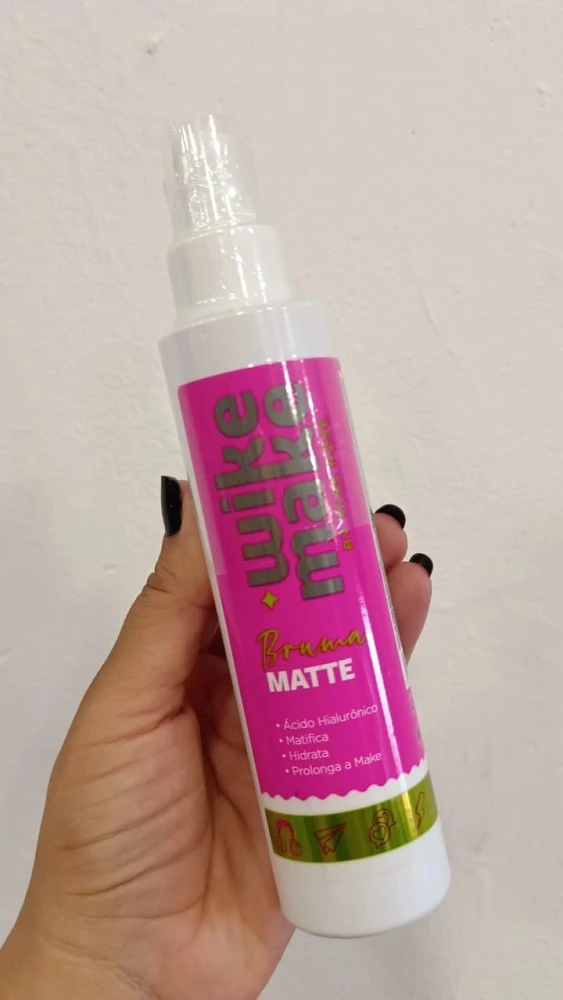 wike
make
Bruma
MATTE
• Ácido Hialurônico
• Matifica
• Hidrata
• Prolonga a Make